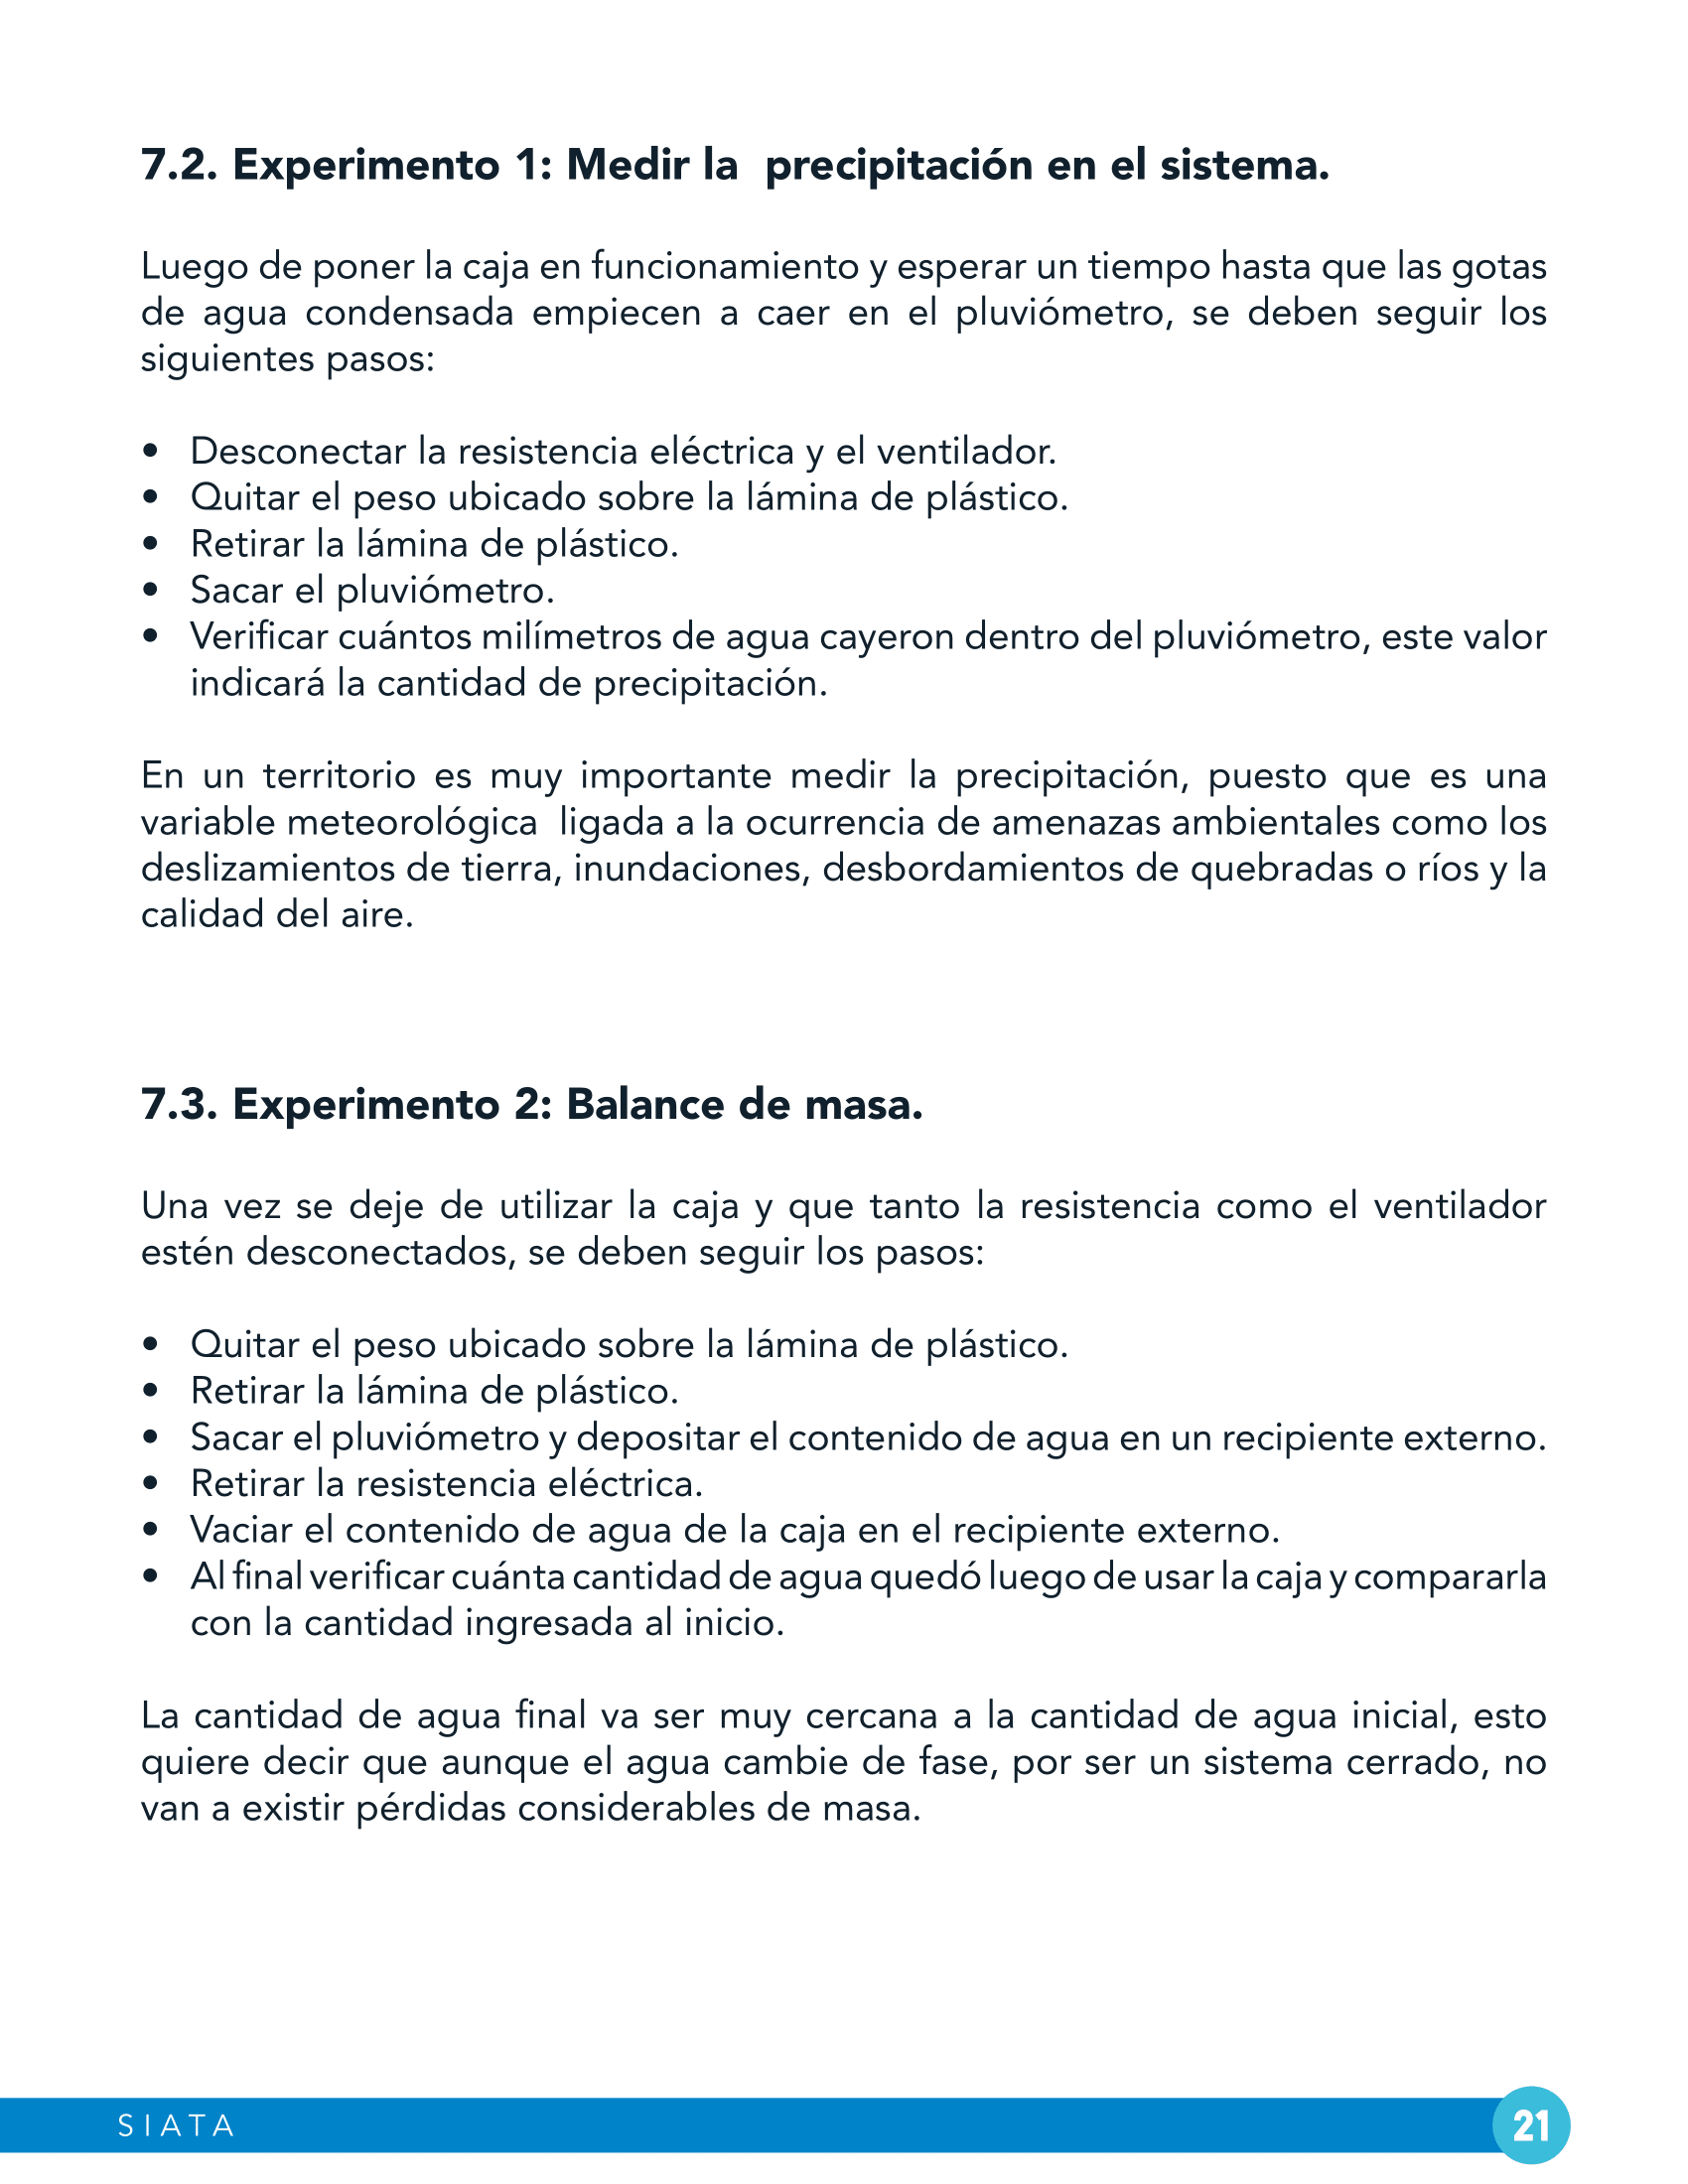 7.2. Experimento 1: Medir la  precipitación en el sistema.
Luego de poner la caja en funcionamiento y esperar un tiempo hasta que las gotas
de agua condensada empiecen a caer en el pluviómetro, se deben seguir los
siguientes pasos:
• Desconectar la resistencia eléctrica y el ventilador.
• Quitar el peso ubicado sobre la lámina de plástico.
• Retirar la lámina de plástico.
• Sacar el pluviómetro.
• Verificar cuántos milímetros de agua cayeron dentro del pluviómetro, este valor
indicará la cantidad de precipitación.
En un territorio es muy importante medir la precipitación, puesto que es una
variable meteorológica  ligada a la ocurrencia de amenazas ambientales como los
deslizamientos de tierra, inundaciones, desbordamientos de quebradas o ríos y la
calidad del aire.
7.3. Experimento 2: Balance de masa.
Una vez se deje de utilizar la caja y que tanto la resistencia como el ventilador
estén desconectados, se deben seguir los pasos:
• Quitar el peso ubicado sobre la lámina de plástico.
• Retirar la lámina de plástico.
• Sacar el pluviómetro y depositar el contenido de agua en un recipiente externo.
• Retirar la resistencia eléctrica.
• Vaciar el contenido de agua de la caja en el recipiente externo.
• Al final verificar cuánta cantidad de agua quedó luego de usar la caja y compararla
con la cantidad ingresada al inicio.
La cantidad de agua final va ser muy cercana a la cantidad de agua inicial, esto
quiere decir que aunque el agua cambie de fase, por ser un sistema cerrado, no
van a existir pérdidas considerables de masa.
SIATA
21